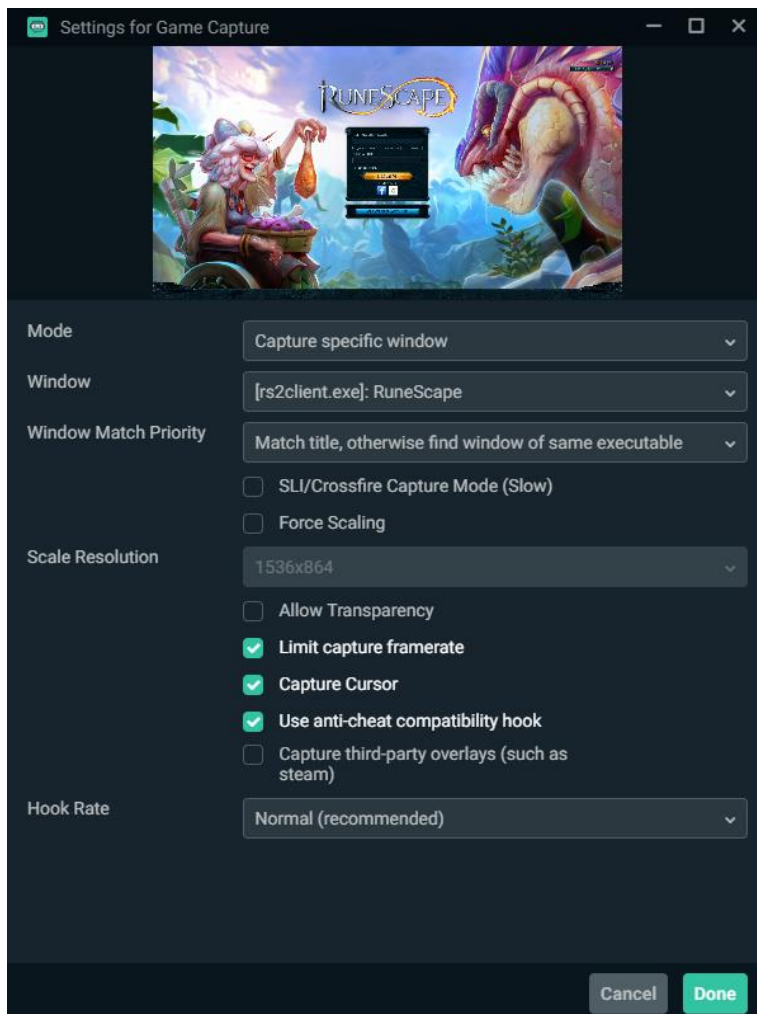 Settings for Game Capture
RUNESCAPE
Mode
Capture specific window
Window
[rs2client.exe]: RuneScape
Window Match Priority
Match title, otherwise find window of same executable
SLI/Crossfire Capture Mode (Slow)
Force Scaling
Scale Resolution
1536x864
Allow Transparency
Limit capture framerate
Capture Cursor
Use anti-cheat compatibility hook
Capture third-party overlays (such as
steam)
Hook Rate
Normal (recommended)
Cancel
Done